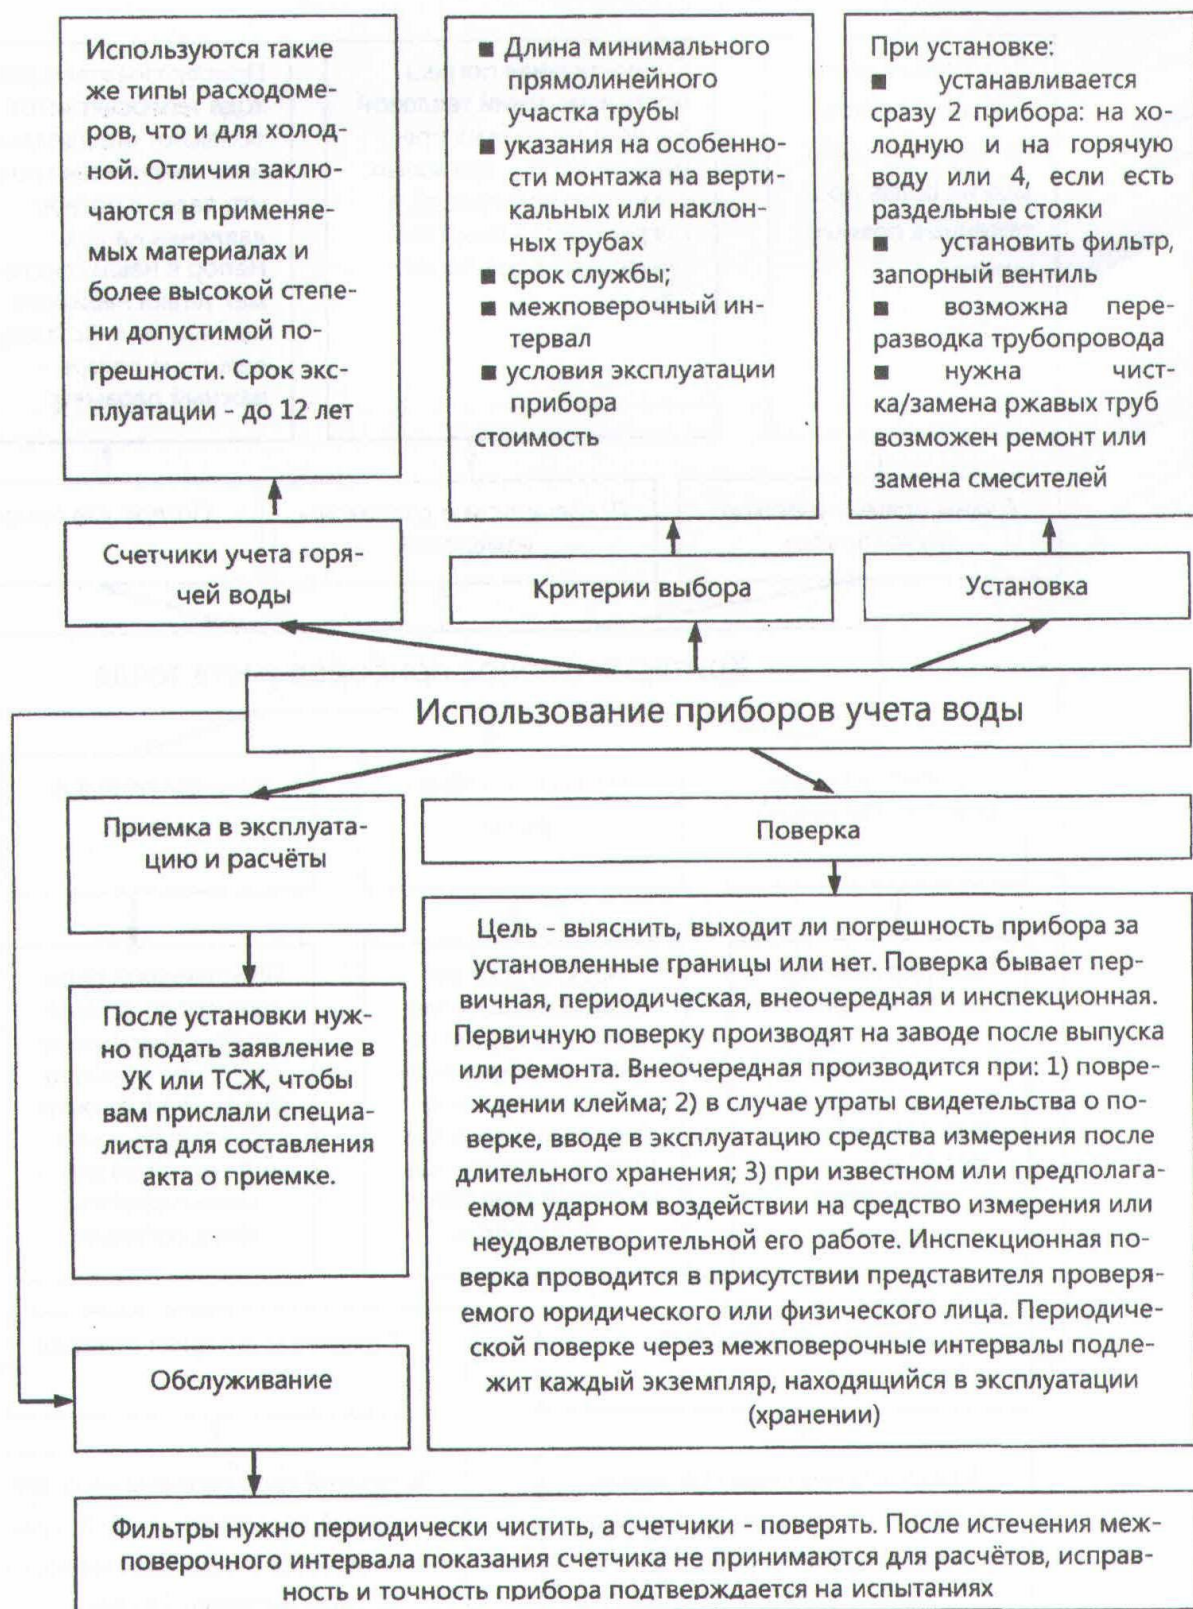 Используются такие
же типы расходоме-
ров, что и для холод-
ной. Отличия заклю-
чаются в применяе-
мых материалах и
более высокой степе-
ни допустимой по-
грешности. Срок экс-
плуатации - до 12 лет
■ Длина минимального
прямолинейного
участка трубы
■ указания на особенно-
сти монтажа на верти-
кальных или наклон-
ных трубах
■ срок службы;
■ межповерочный ин-
тервал
■ условия эксплуатации
прибора
стоимость
При установке:
■ устанавливается
сразу 2 прибора: на хо-
лодную и на горячую
воду или 4, если есть
раздельные стояки
■ установить фильтр,
запорный вентиль
■ возможна пере-
разводка трубопровода
■ нужна чист-
ка/замена ржавых труб
возможен ремонт или
замена смесителей
Счетчики учета горя-
чей воды
Критерии выбора
Установка
Использование приборов учета воды
Приемка в эксплуата-
цию и расчёты
Поверка
После установки нуж-
но подать заявление в
УК или ТСЖ, чтобы
вам прислали специа-
листа для составления
акта о приемке.
Цель - выяснить, выходит ли погрешность прибора за
установленные границы или нет. Поверка бывает пер-
вичная, периодическая, внеочередная и инспекционная.
Первичную поверку производят на заводе после выпуска
или ремонта. Внеочередная производится при: 1) повре-
ждении клейма; 2) в случае утраты свидетельства о по-
верке, вводе в эксплуатацию средства измерения после
длительного хранения; 3) при известном или предполага-
емом ударном воздействии на средство измерения или
неудовлетворительной его работе. Инспекционная по-
верка проводится в присутствии представителя проверя-
емого юридического или физического лица. Периодиче-
ской поверке через межповерочные интервалы подле-
жит каждый экземпляр, находящийся в эксплуатации
(хранении)
Обслуживание
Фильтры нужно периодически чистить, а счетчики - поверять. После истечения меж-
поверочного интервала показания счетчика не принимаются для расчётов, исправ-
ность и точность прибора подтверждается на испытаниях